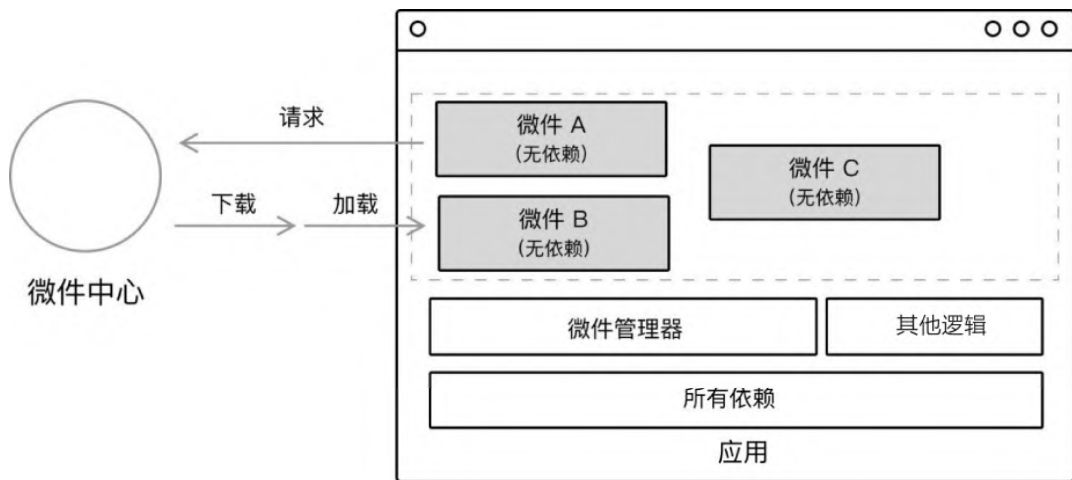 请求
下载
加载
微件中心
微件 A
(无依赖)
微件 B
(无依赖)
微件 C
(无依赖)
微件管理器
其他逻辑
所有依赖
应用